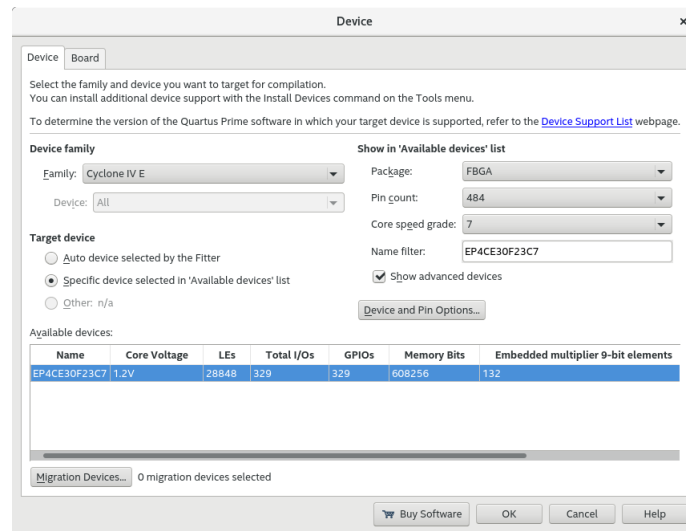 Device
Device Board
Select the family and device you want to target for compilation.
You can install additional device support with the Install Devices command on the Tools menu.
To determine the version of the Quartus Prime software in which your target device is supported, refer to the Device Support List webpage.
Device family
Family: Cyclone IV E
Device: All
Target device
Auto device selected by the Fitter
Specific device selected in 'Available devices' list
Other: n/a
Show in 'Available devices' list
Package: FBGA
Pin count: 484
Core speed grade: 7
Name filter: EP4CE30F23C7
Show advanced devices
Device and Pin Options...
Available devices:
Name Core Voltage LEs Total I/Os GPIOs Memory Bits Embedded multiplier 9-bit elements
EP4CE30F23C7 1.2V 28848 329 329 608256 132
Migration Devices... 0 migration devices selected
Buy Software OK Cancel Help